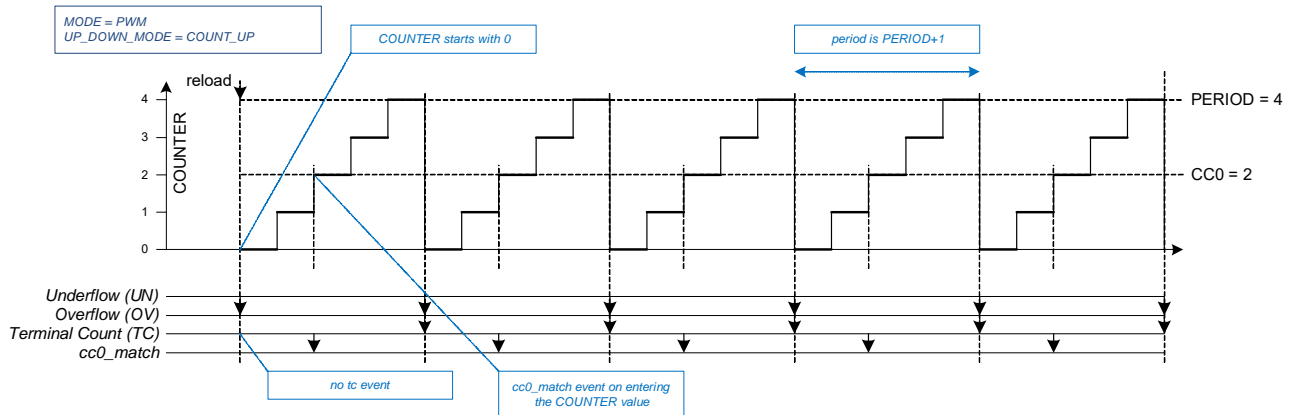 MODE = PWM
UP_DOWN_MODE = COUNT_UP
COUNTER starts with 0
period is PERIOD+1
reload
4
3
2
1
0
COUNTER
PERIOD = 4
CC0 = 2
Underflow (UN)
Overflow (OV)
Terminal Count (TC)
cc0_match
no tc event
cc0_match event on entering
the COUNTER value